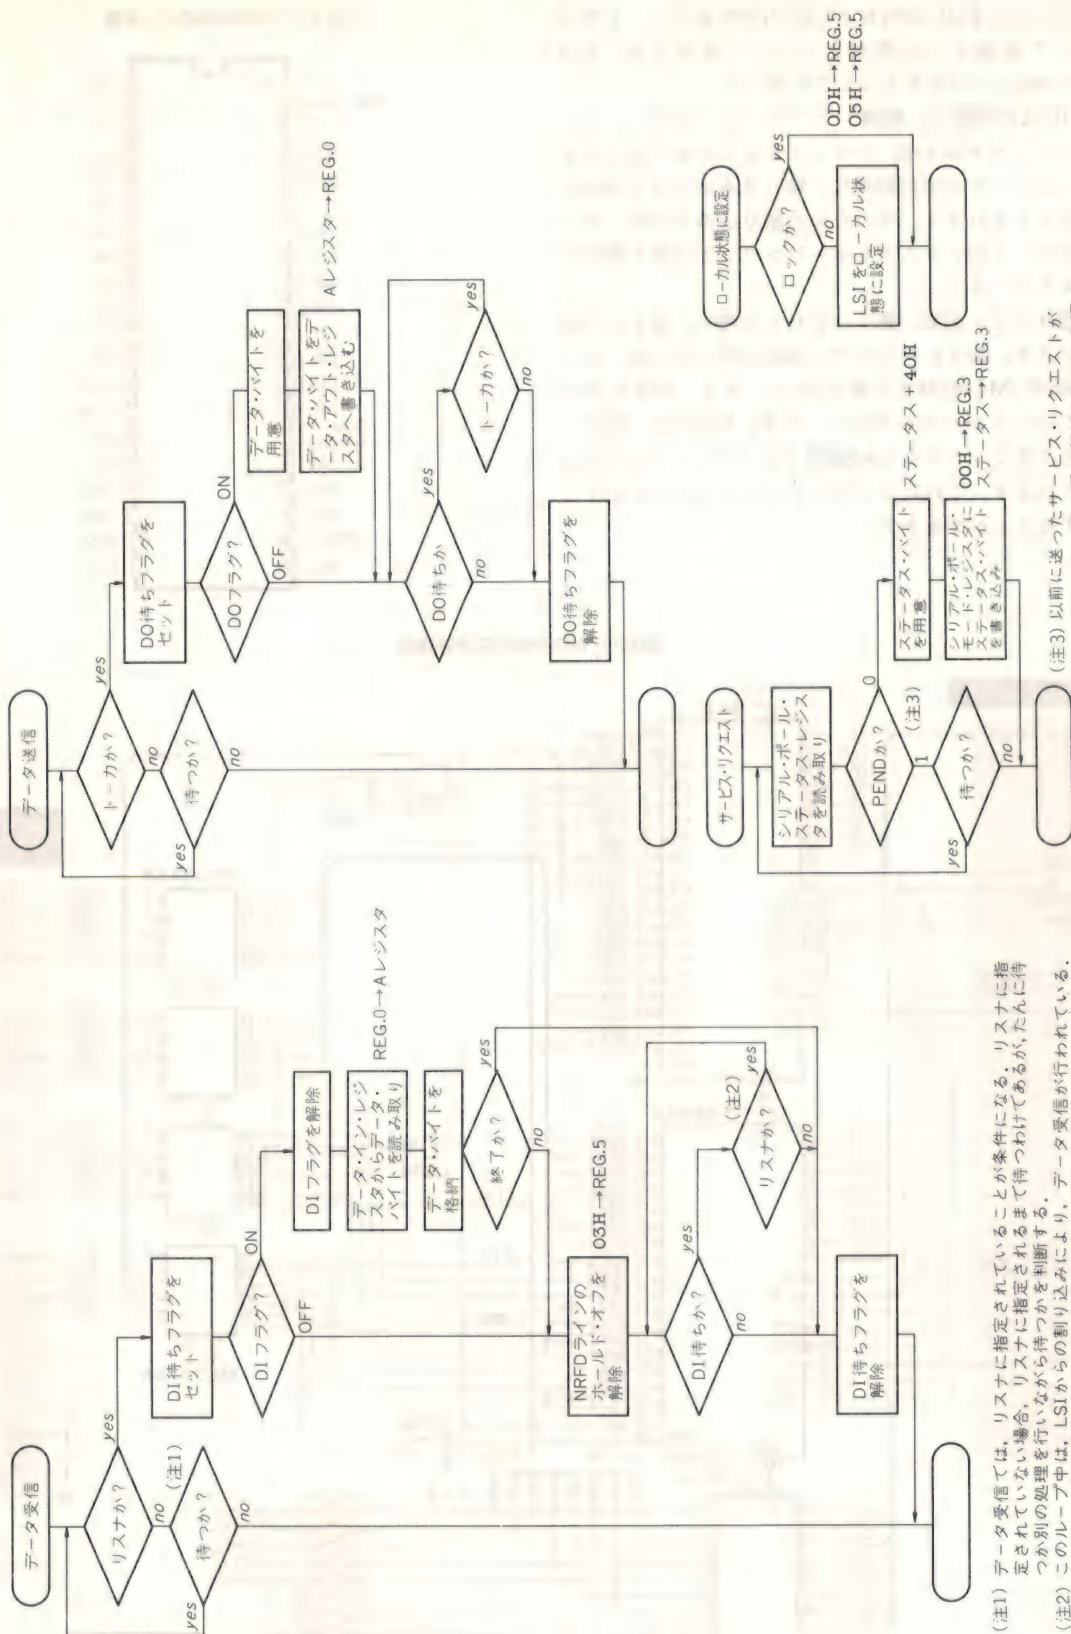 データ受信
リスナか?
yes
no
(注1)
待つか?
yes
no
DI待ちフラグを
セット
DIフラグ?
ON
OFF
DIフラグを解除
データ・イン・レジ
スタからデータ・
バイトを読み取り
REG.0→Aレジスタ
データ・バイトを
格納
終了か?
yes
no
NRFDラインの
ホールド・オフを
解除
03H→REG.5
DI待ちか?
yes
no
(注2)
リスナか?
yes
no
DI待ちフラグを
解除
データ送信
トーカか?
yes
no
待つか?
yes
no
DO待ちフラグを
セット
DOフラグ?
ON
OFF
データ・バイトを
用意
データ・バイトをデ
ータ・アウト・レジ
スタへ書き込む
Aレジスタ→REG.0
DO待ちか
yes
no
トーカか?
yes
no
DO待ちフラグを
解除
サービス・リクエスト
シリアル・ポール・
ステータス・レジス
タを読み取り
PENDか?
0
1
(注3)
待つか?
yes
no
ステータス・バイト
を用意
ステータス+40H
シリアル・ポール・
モード・レジスタに
ステータス・バイト
を書き込み
00H→REG.3
ステータス→REG.3
ローカル状態に設定
ロックか?
yes
no
LSIをローカル状
態に設定
0DH→REG.5
05H→REG.5
(注1) データ受信では,リスナに指定されていることが条件になる.リスナに指
定されていない場合,リスナに指定されるまで待つわけであるが,たんに待
つか別の処理を行いながら待つかを判断する.
(注2) このループ中は,LSIからの割り込みにより,データ受信が行われている.
(注3) 以前に送ったサービス・リクエストが